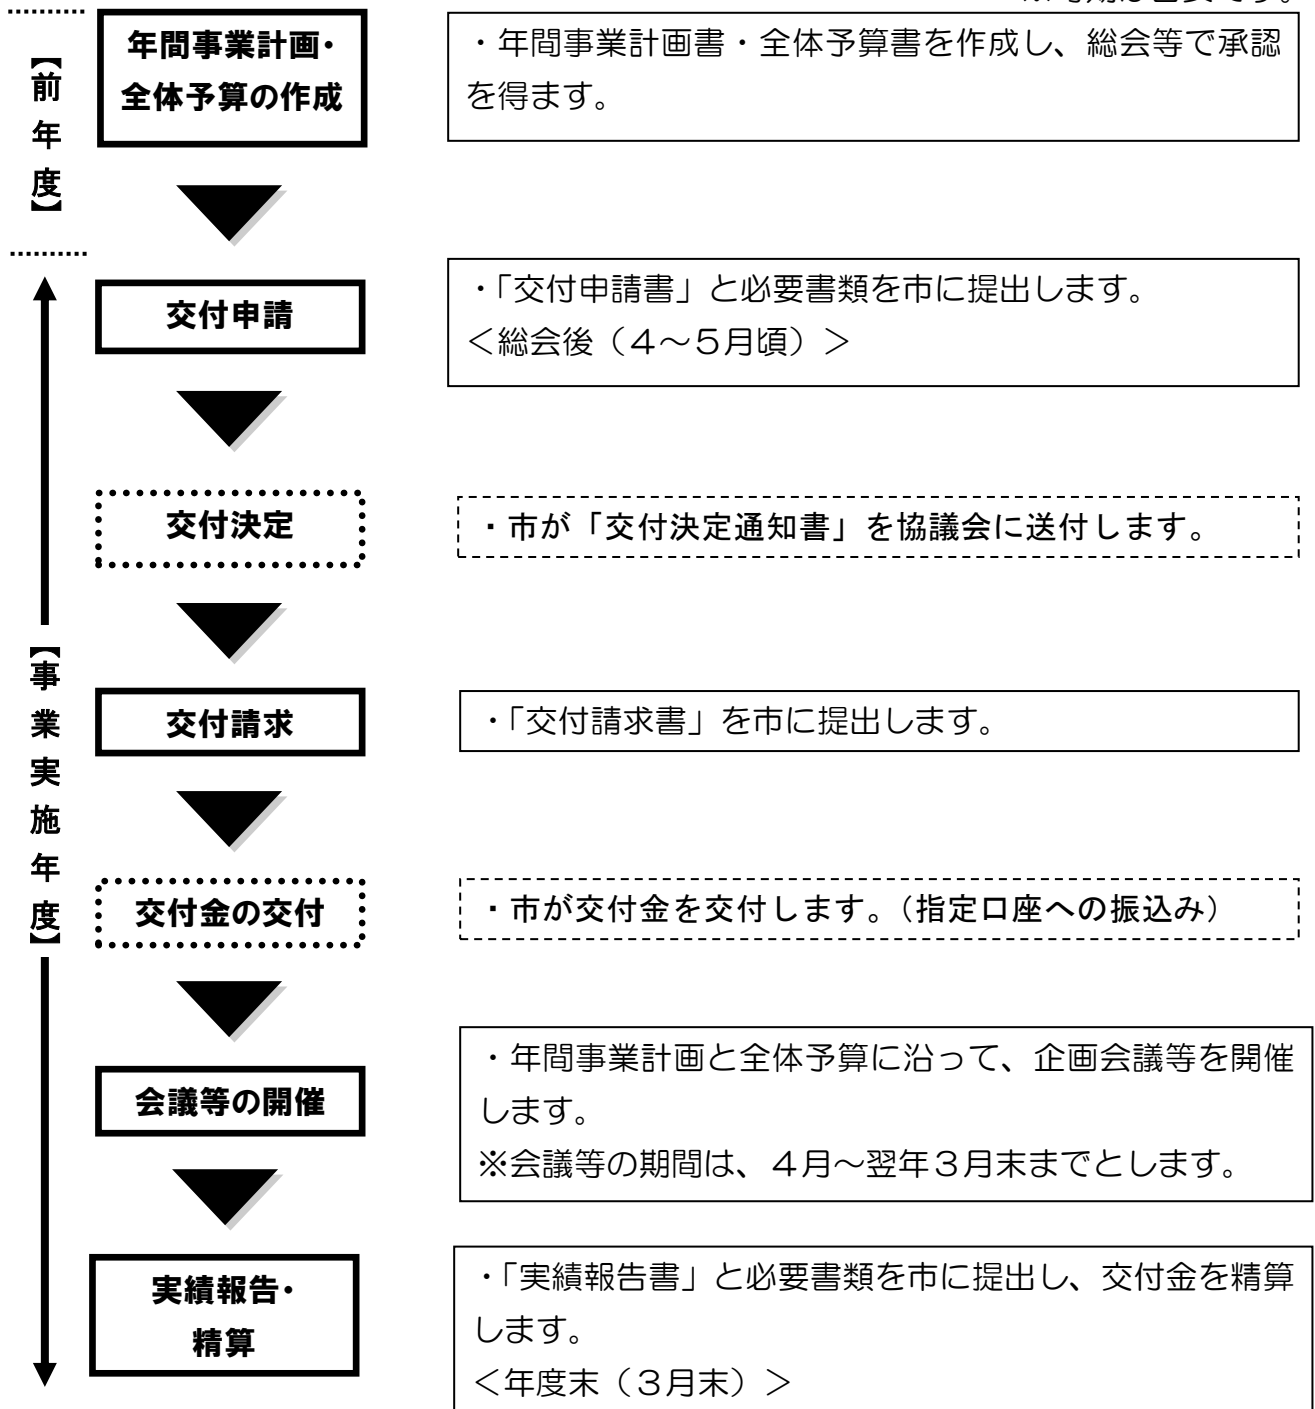 【前年度】
年間事業計画・
全体予算の作成
・年間事業計画書・全体予算書を作成し、総会等で承認
を得ます。
【事業実施年度】
交付申請
・「交付申請書」と必要書類を市に提出します。
＜総会後（４～５月頃）＞
交付決定
・市が「交付決定通知書」を協議会に送付します。
交付請求
・「交付請求書」を市に提出します。
交付金の交付
・市が交付金を交付します。（指定口座への振込み）
会議等の開催
・年間事業計画と全体予算に沿って、企画会議等を開催
します。
※会議等の期間は、４月～翌年３月末までとします。
実績報告・
精算
・「実績報告書」と必要書類を市に提出し、交付金を精算
します。
＜年度末（３月末）＞